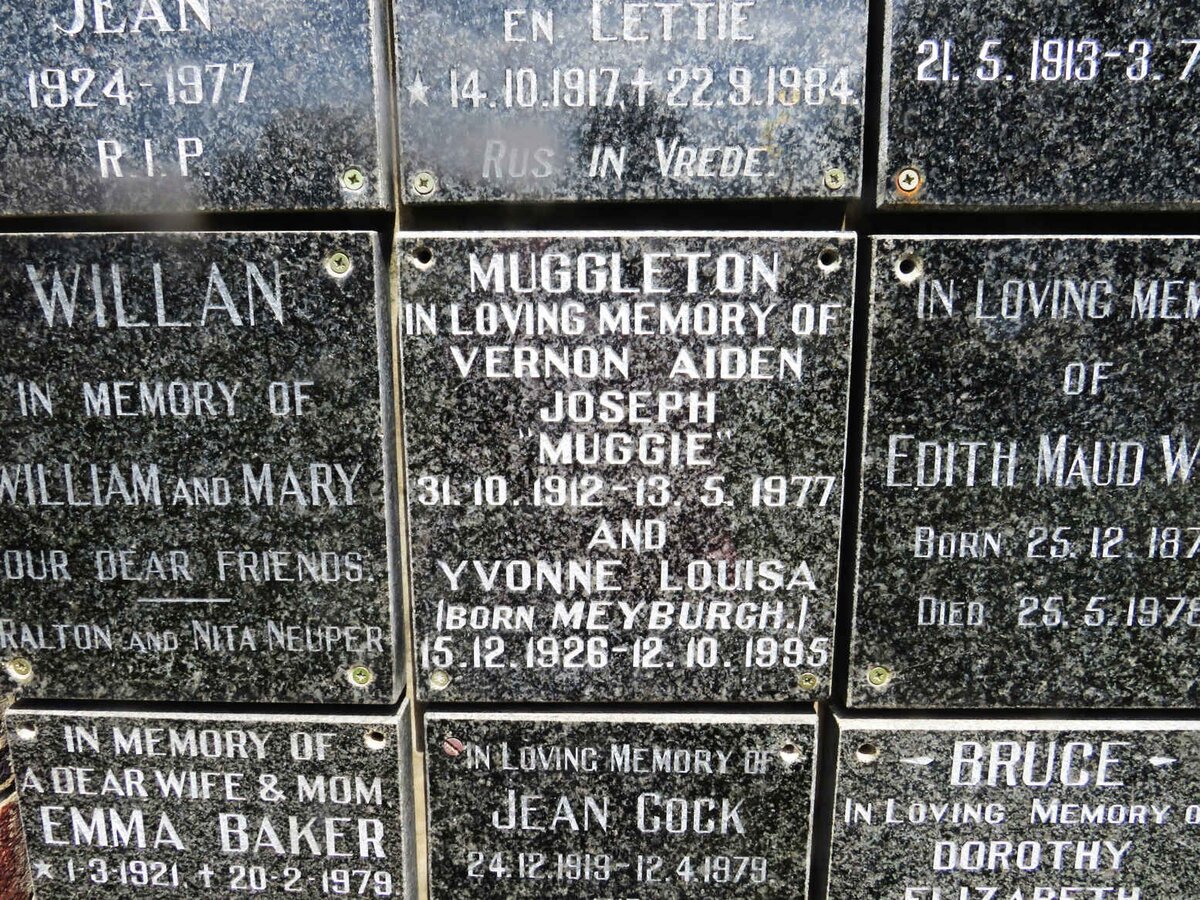 JEAN
1924-1977
R.I.P.
EN LETTIE
★ 14.10.1917 † 22.9.1984
RUS IN VREDE.
21. 5. 1913-3. 7
WILLAN
IN MEMORY OF
WILLIAM AND MARY
OUR DEAR FRIENDS.
RALTON AND NITA NEUPER
MUGGLETON
IN LOVING MEMORY OF
VERNON AIDEN
JOSEPH
"MUGGIE"
31. 10. 1912-13. 5. 1977
AND
YVONNE LOUISA
(BORN MEYBURGH.)
15.12.1926-12.10.1995
IN LOVING MEM
OF
EDITH MAUD W
BORN 25.12.187
DIED 25.5.197
IN MEMORY OF
A DEAR WIFE & MOM.
EMMA BAKER
★ 1-3-1921. † 20-2-1979.
IN LOVING MEMORY OF
JEAN COCK
24.12.1919-12.4.1979.
BRUCE
IN LOVING MEMORY O
DOROTHY
ELIZABETH